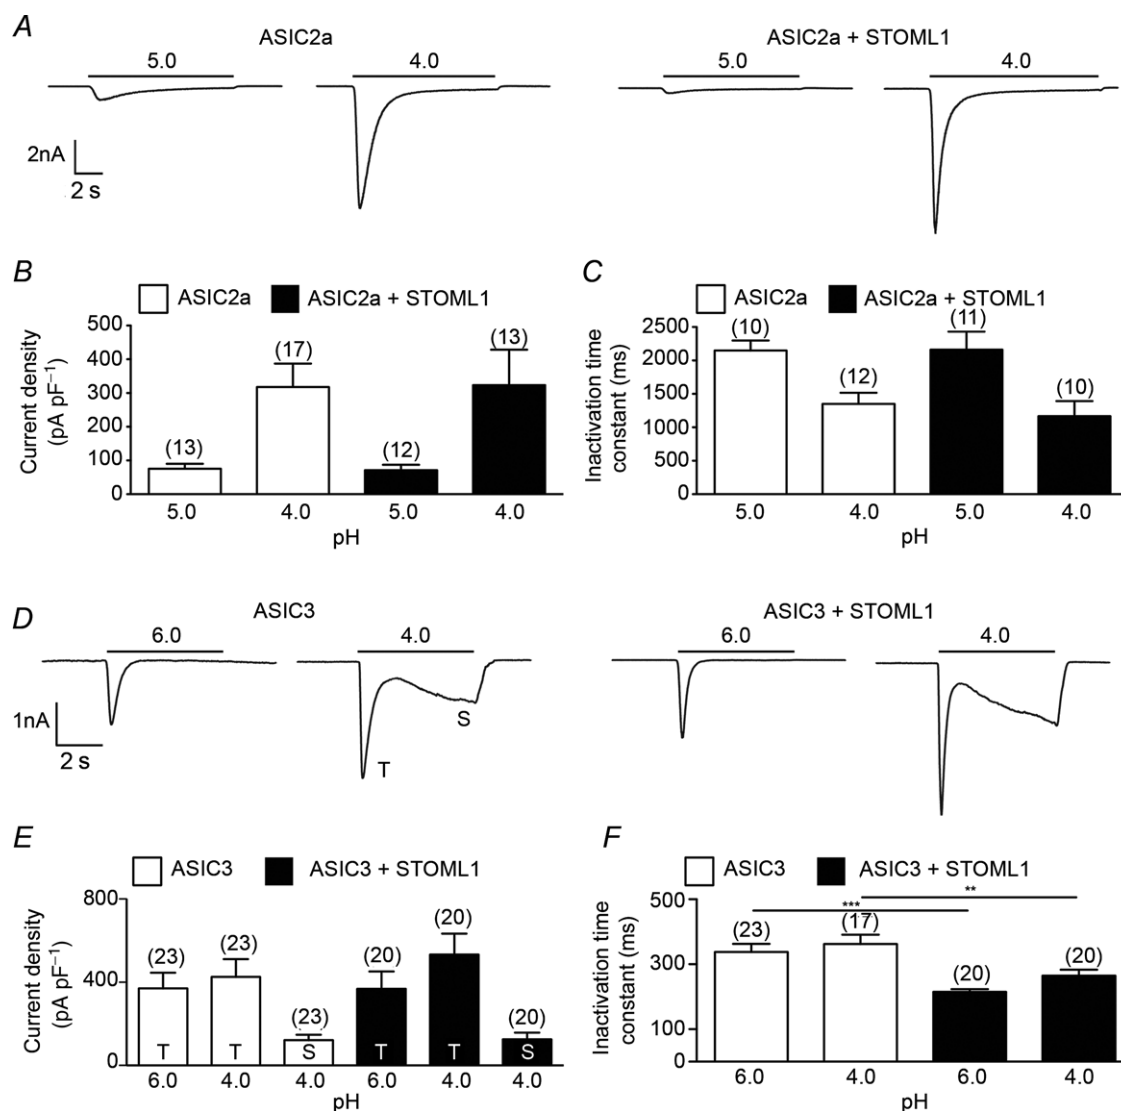 A
ASIC2a
ASIC2a + STOML1
5.0
4.0
5.0
4.0
2nA
2 s
B
ASIC2a
ASIC2a + STOML1
Current density
(pA pF⁻¹)
500
400
300
200
100
0
(13)
(17)
(12)
(13)
5.0
4.0
5.0
4.0
pH
C
ASIC2a
ASIC2a + STOML1
Inactivation time
constant (ms)
2500
2000
1500
1000
500
0
(10)
(12)
(11)
(10)
5.0
4.0
5.0
4.0
pH
D
ASIC3
ASIC3 + STOML1
6.0
4.0
6.0
4.0
1nA
2 s
T
S
E
ASIC3
ASIC3 + STOML1
Current density
(pA pF⁻¹)
800
400
0
(23)
(23)
(23)
(20)
(20)
(20)
T
T
S
T
T
S
6.0
4.0
4.0
6.0
4.0
4.0
pH
F
ASIC3
ASIC3 + STOML1
Inactivation time
constant (ms)
500
300
100
0
***
**
(23)
(17)
(20)
(20)
6.0
4.0
6.0
4.0
pH